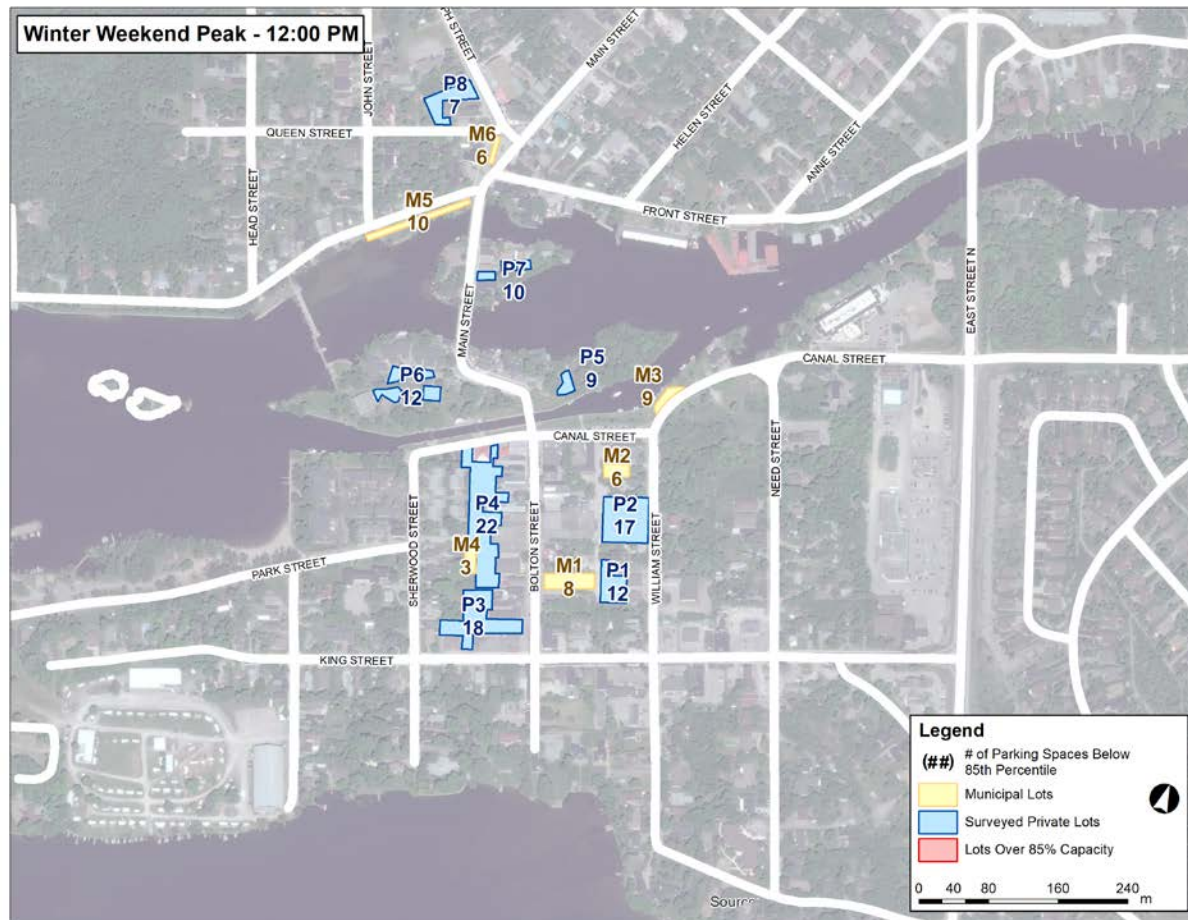 Winter Weekend Peak - 12:00 PM
PH STREET
MAIN STREET
JOHN STREET
P8
7
QUEEN STREET
M6
6
HELEN STREET
ANNE STREET
HEAD STREET
M5
10
FRONT STREET
P7
10
EAST STREET N
MAIN STREET
P6
12
P5
9
M3
9
CANAL STREET
CANAL STREET
M2
6
NEED STREET
P4
22
P2
17
SHERWOOD STREET
BOLTON STREET
WILLIAM STREET
M4
3
PARK STREET
M1
8
P1
12
P3
18
KING STREET
Legend
(##) # of Parking Spaces Below
85th Percentile
Municipal Lots
Surveyed Private Lots
Lots Over 85% Capacity
0 40 80 160 240
m